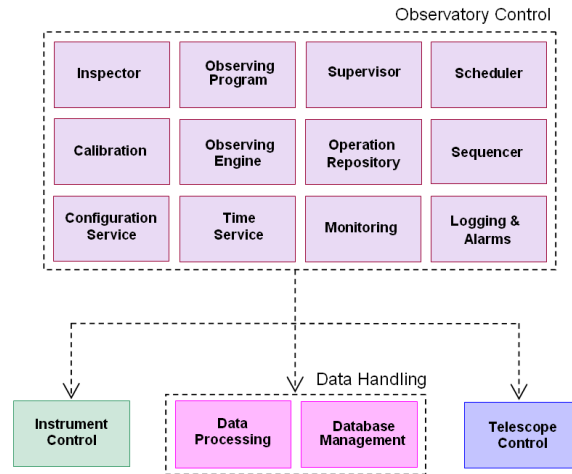 Observatory Control
Inspector
Observing
Program
Supervisor
Scheduler
Calibration
Observing
Engine
Operation
Repository
Sequencer
Configuration
Service
Time
Service
Monitoring
Logging &
Alarms
Data Handling
Instrument
Control
Data
Processing
Database
Management
Telescope
Control